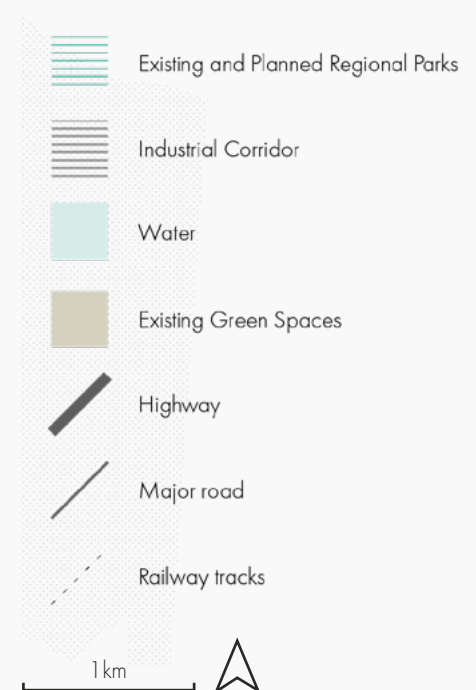 Existing and Planned Regional Parks
Industrial Corridor
Water
Existing Green Spaces
Highway
Major road
Railway tracks
1km